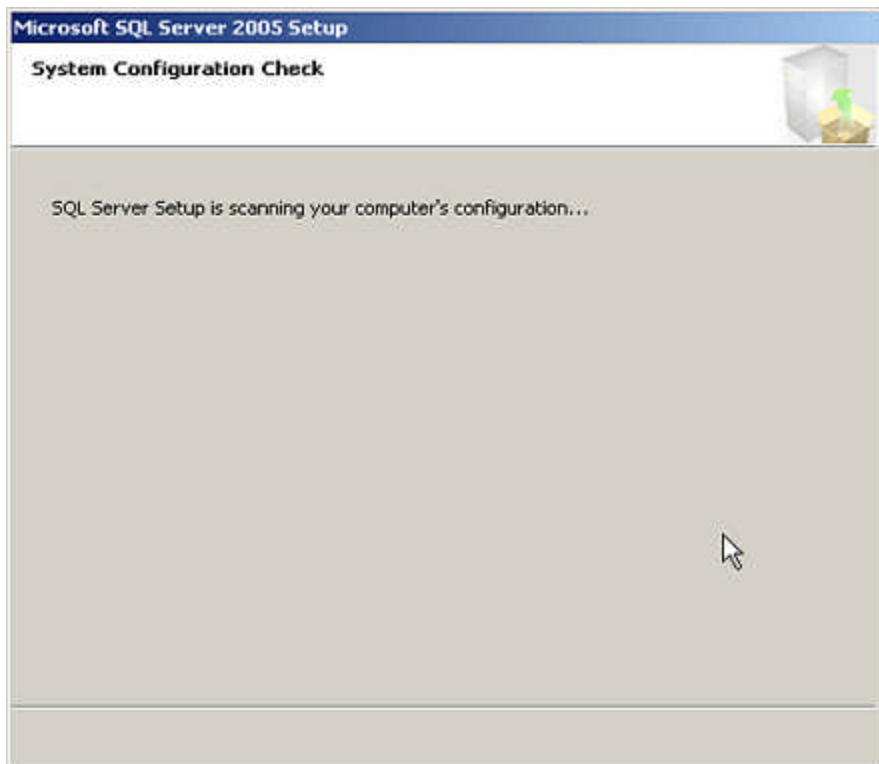 Microsoft SQL Server 2005 Setup
System Configuration Check
SQL Server Setup is scanning your computer's configuration...